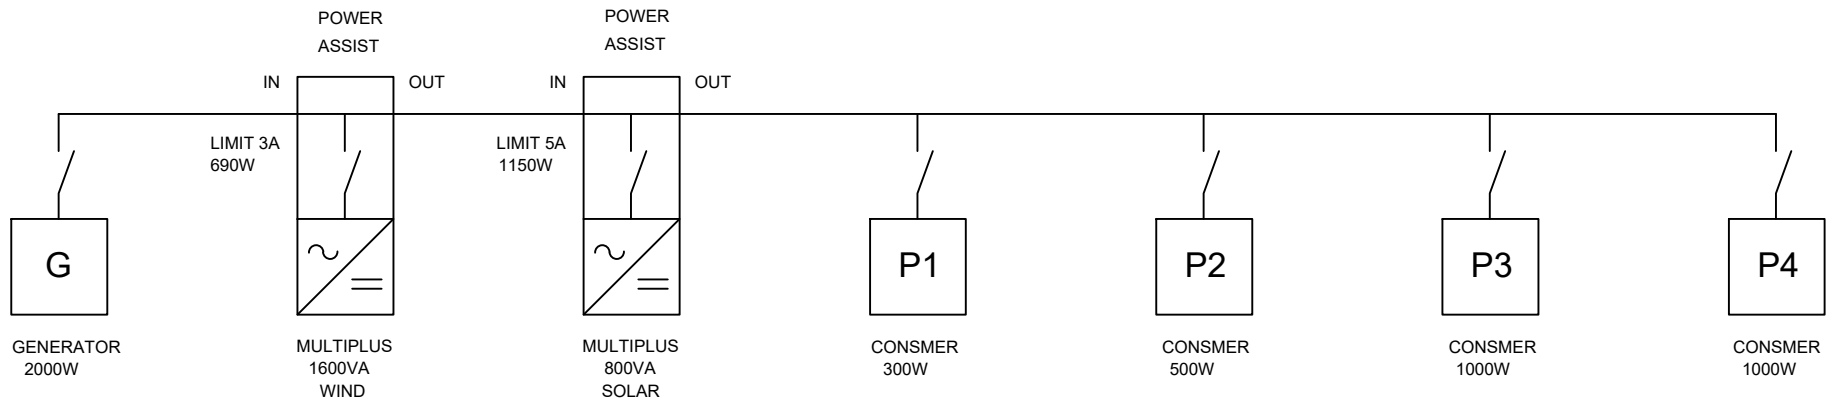 POWER
ASSIST
POWER
ASSIST
IN
OUT
IN
OUT
LIMIT 3A
690W
LIMIT 5A
1150W
G
P1
P2
P3
P4
GENERATOR
2000W
MULTIPLUS
1600VA
WIND
MULTIPLUS
800VA
SOLAR
CONSMER
300W
CONSMER
500W
CONSMER
1000W
CONSMER
1000W